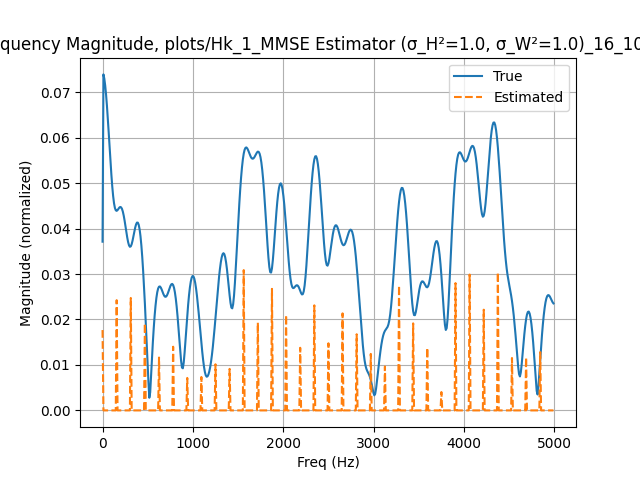 quency Magnitude, plots/Hk_1_MMSE Estimator (σ_H²=1.0, σ_W²=1.0)_16_10
True
Estimated
Magnitude (normalized)
0.07
0.06
0.05
0.04
0.03
0.02
0.01
0.00
0
1000
2000
3000
4000
5000
Freq (Hz)